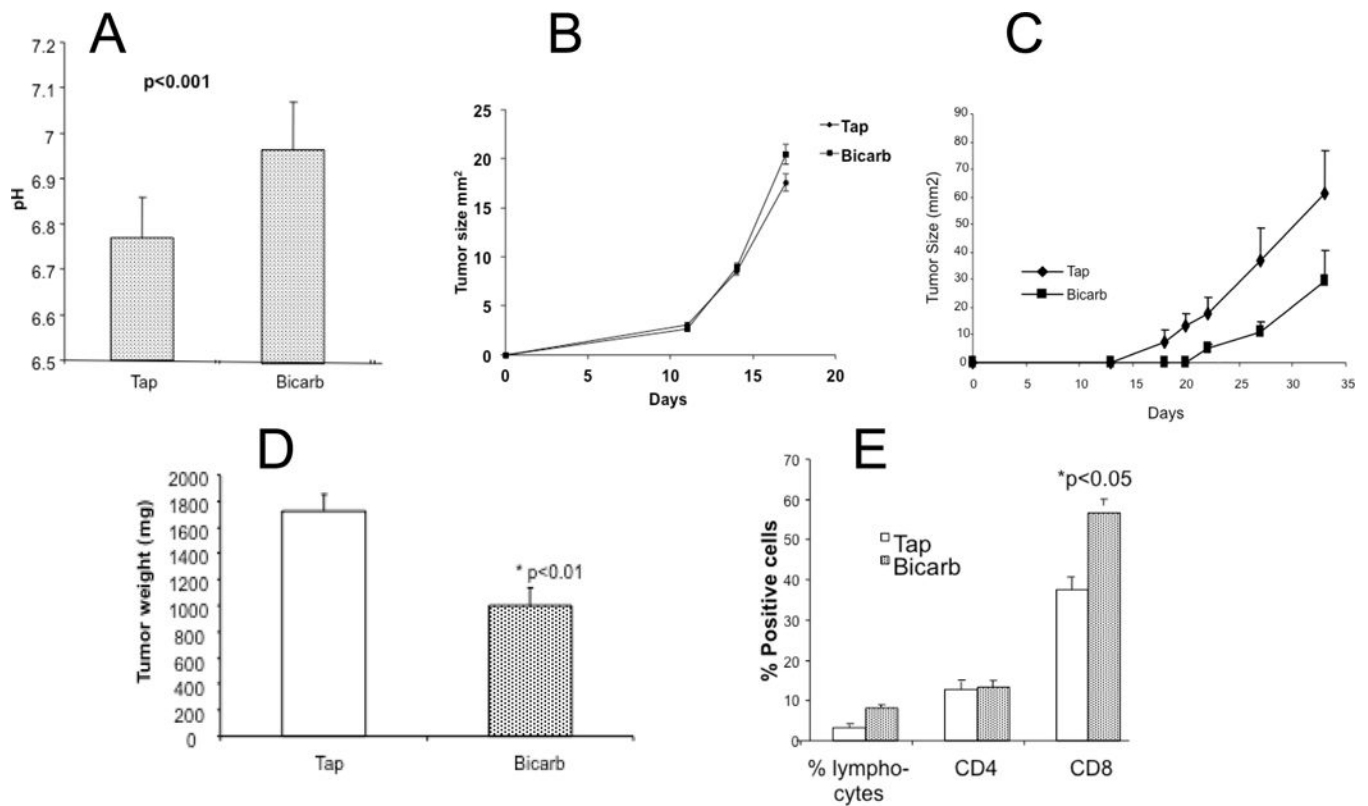 A
7.2
7.1
7
6.9
6.8
6.7
6.6
6.5
pH
p<0.001
Tap
Bicarb
B
25
20
15
10
5
0
Tumor size mm²
Tap
Bicarb
0 5 10 15 20
Days
C
90
80
70
60
50
40
30
20
10
0
Tumor Size (mm2)
Tap
Bicarb
0 5 10 15 20 25 30 35
Days
D
2000
1800
1600
1400
1200
1000
800
600
400
200
0
Tumor weight (mg)
* p<0.01
Tap
Bicarb
E
70
60
50
40
30
20
10
0
% Positive cells
*p<0.05
Tap
Bicarb
% lympho-
cytes
CD4
CD8